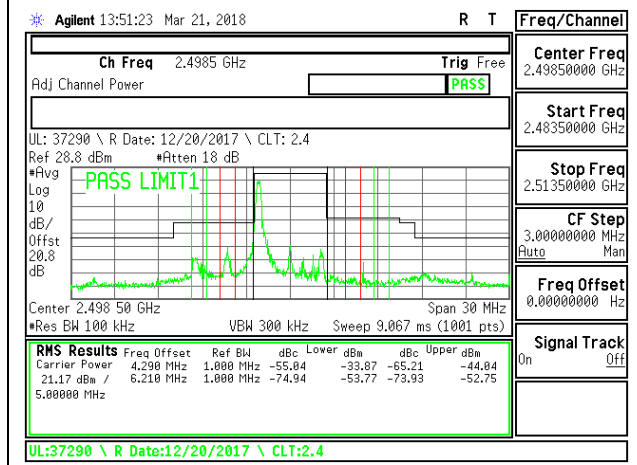 Agilent 13:51:23 Mar 21, 2018 R T
Freq/Channel
Ch Freq 2.4985 GHz Trig Free
Adj Channel Power PASS
Center Freq
2.49850000 GHz
Start Freq
2.48350000 GHz
Stop Freq
2.51350000 GHz
CF Step
3.00000000 MHz
Auto Man
Freq Offset
0.00000000 Hz
Signal Track
On Off
UL: 37290 \ R Date: 12/20/2017 \ CLT: 2.4
Ref 28.8 dBm #Atten 18 dB
#Avg
Log
10
dB/
Offst
20.8
dB
PASS LIMIT1
Center 2.498 50 GHz Span 30 MHz
#Res BW 100 kHz VBW 300 kHz Sweep 9.067 ms (1001 pts)
RMS Results Freq Offset Ref BW dBc Lower dBm dBc Upper dBm
Carrier Power 4.290 MHz 1.000 MHz -55.04 -33.87 -65.21 -44.04
21.17 dBm / 6.210 MHz 1.000 MHz -74.94 -53.77 -73.93 -52.75
5.00000 MHz
UL:37290 \ R Date:12/20/2017 \ CLT:2.4